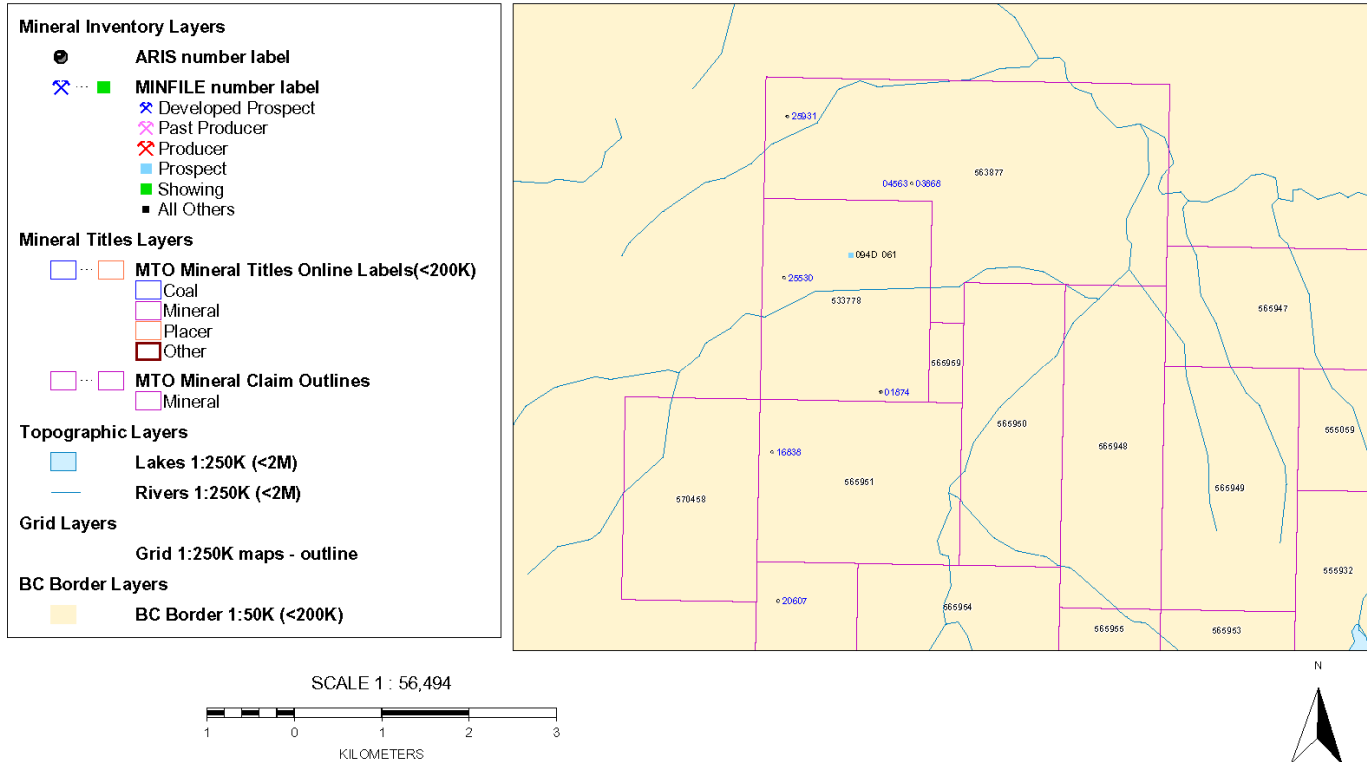 Mineral Inventory Layers
ARIS number label
MINFILE number label
Developed Prospect
Past Producer
Producer
Prospect
Showing
All Others
Mineral Titles Layers
MTO Mineral Titles Online Labels(<200K)
Coal
Mineral
Placer
Other
MTO Mineral Claim Outlines
Mineral
Topographic Layers
Lakes 1:250K (<2M)
Rivers 1:250K (<2M)
Grid Layers
Grid 1:250K maps - outline
BC Border Layers
BC Border 1:50K (<200K)
25931
04563 03868
563877
094D 061
25530
533778
565947
565959
01874
565950
555059
16838
565948
565951
565949
570458
555932
20607
565954
565955
565953
SCALE 1 : 56,494
1 0 1 2 3
KILOMETERS
N